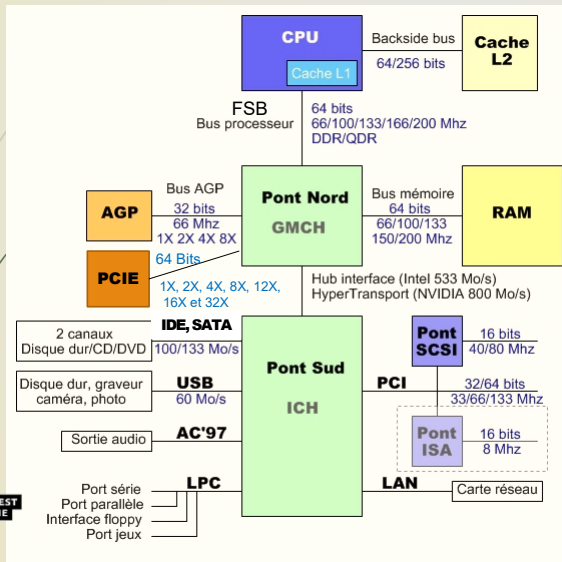 CPU
Cache L1
Backside bus
64/256 bits
Cache
L2
FSB
Bus processeur
64 bits
66/100/133/166/200 Mhz
DDR/QDR
AGP
Bus AGP
32 bits
66 Mhz
1X 2X 4X 8X
Pont Nord
GMCH
Bus mémoire
64 bits
66/100/133
150/200 Mhz
RAM
PCIE
64 Bits
1X, 2X, 4X, 8X, 12X,
16X et 32X
Hub interface (Intel 533 Mo/s)
HyperTransport (NVIDIA 800 Mo/s)
2 canaux
Disque dur/CD/DVD
IDE, SATA
100/133 Mo/s
Pont Sud
ICH
Pont
SCSI
16 bits
40/80 Mhz
Disque dur, graveur
caméra, photo
USB
60 Mo/s
PCI
32/64 bits
33/66/133 Mhz
Sortie audio
AC'97
Pont
ISA
16 bits
8 Mhz
Port série
Port parallèle
Interface floppy
Port jeux
LPC
LAN
Carte réseau